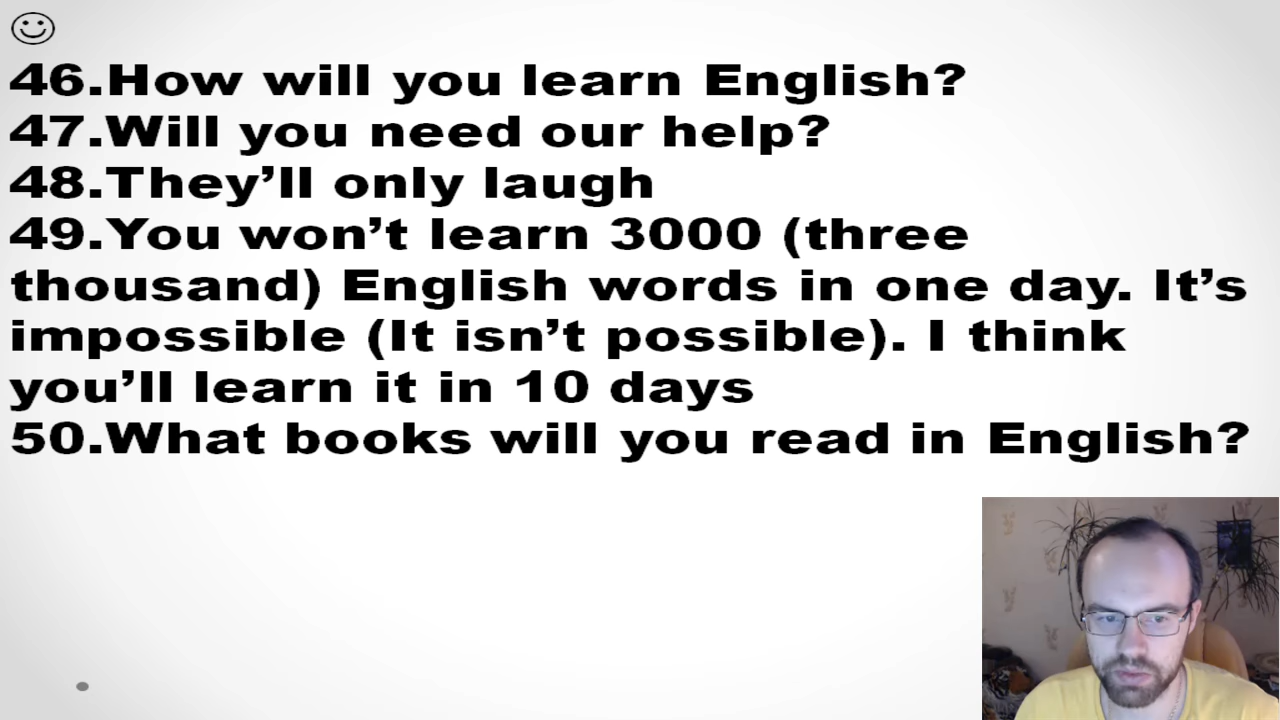 46.How will you learn English?
47.Will you need our help?
48.They’ll only laugh
49.You won’t learn 3000 (three
thousand) English words in one day. It’s
impossible (It isn’t possible). I think
you’ll learn it in 10 days
50.What books will you read in English?